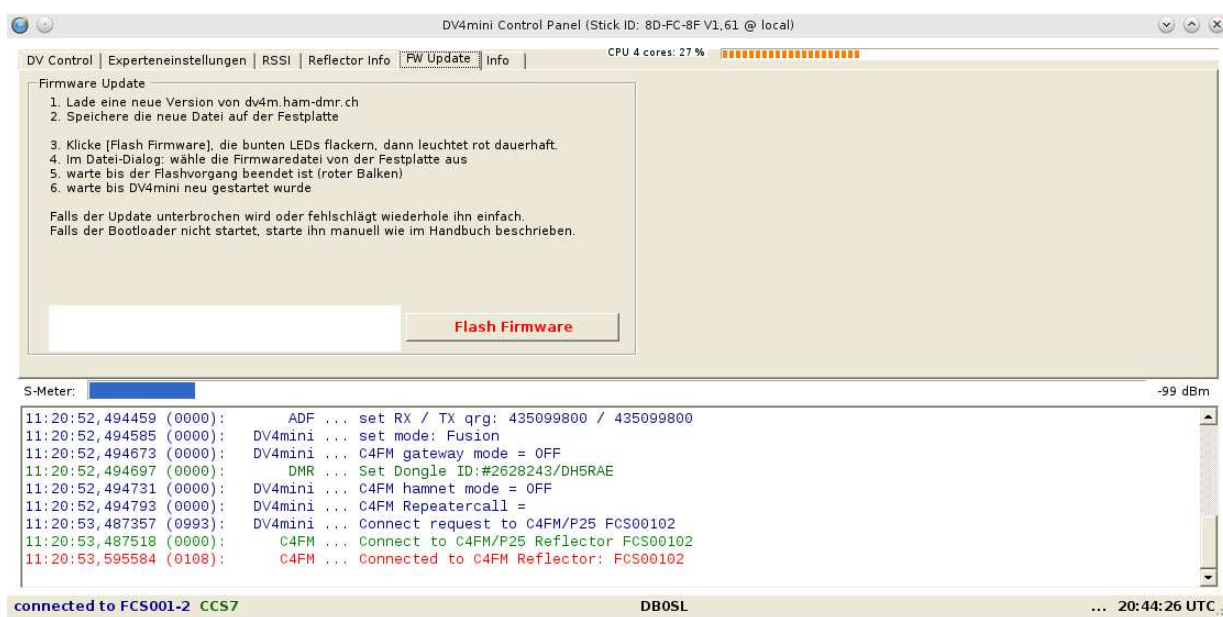 DV4mini Control Panel (Stick ID: 8D-FC-8F V1,61 @ local)
DV Control | Experteneinstellungen | RSSI | Reflector Info | FW Update | Info |
CPU 4 cores: 27 %
Firmware Update
1. Lade eine neue Version von dv4m.ham-dmr.ch
2. Speichere die neue Datei auf der Festplatte
3. Klicke [Flash Firmware], die bunten LEDs flackern, dann leuchtet rot dauerhaft.
4. Im Datei-Dialog: wähle die Firmwaredatei von der Festplatte aus
5. warte bis der Flashvorgang beendet ist (roter Balken)
6. warte bis DV4mini neu gestartet wurde
Falls der Update unterbrochen wird oder fehlschlägt wiederhole ihn einfach.
Falls der Bootloader nicht startet, starte ihn manuell wie im Handbuch beschrieben.
Flash Firmware
S-Meter: -99 dBm
11:20:52,494459 (0000): ADF ... set RX / TX qrg: 435099800 / 435099800
11:20:52,494585 (0000): DV4mini ... set mode: Fusion
11:20:52,494673 (0000): DV4mini ... C4FM gateway mode = OFF
11:20:52,494697 (0000): DMR ... Set Dongle ID:#2628243/DH5RAE
11:20:52,494731 (0000): DV4mini ... C4FM hamnet mode = OFF
11:20:52,494793 (0000): DV4mini ... C4FM Repeatercall =
11:20:53,487357 (0993): DV4mini ... Connect request to C4FM/P25 FCS00102
11:20:53,487518 (0000): C4FM ... Connect to C4FM/P25 Reflector FCS00102
11:20:53,595584 (0108): C4FM ... Connected to C4FM Reflector: FCS00102
connected to FCS001-2 CCS7 DB0SL ... 20:44:26 UTC